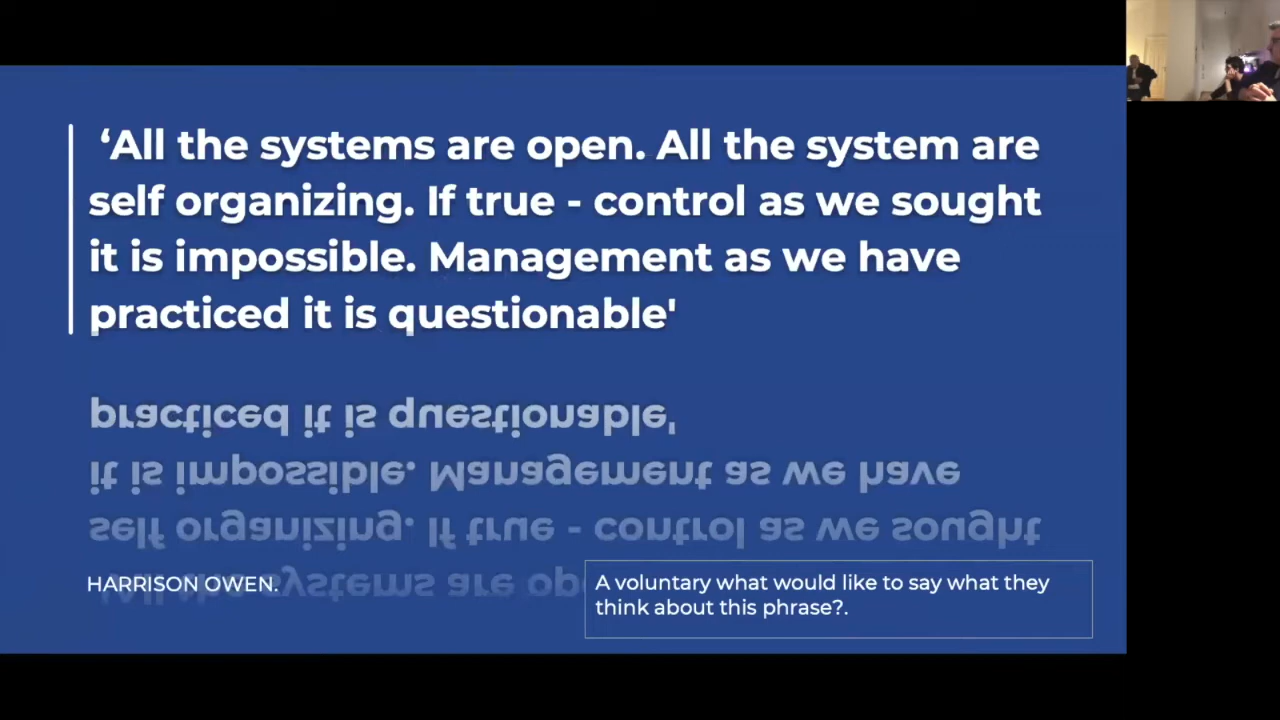 ‘All the systems are open. All the system are
self organizing. If true - control as we sought
it is impossible. Management as we have
practiced it is questionable'
HARRISON OWEN.
A voluntary what would like to say what they
think about this phrase?.